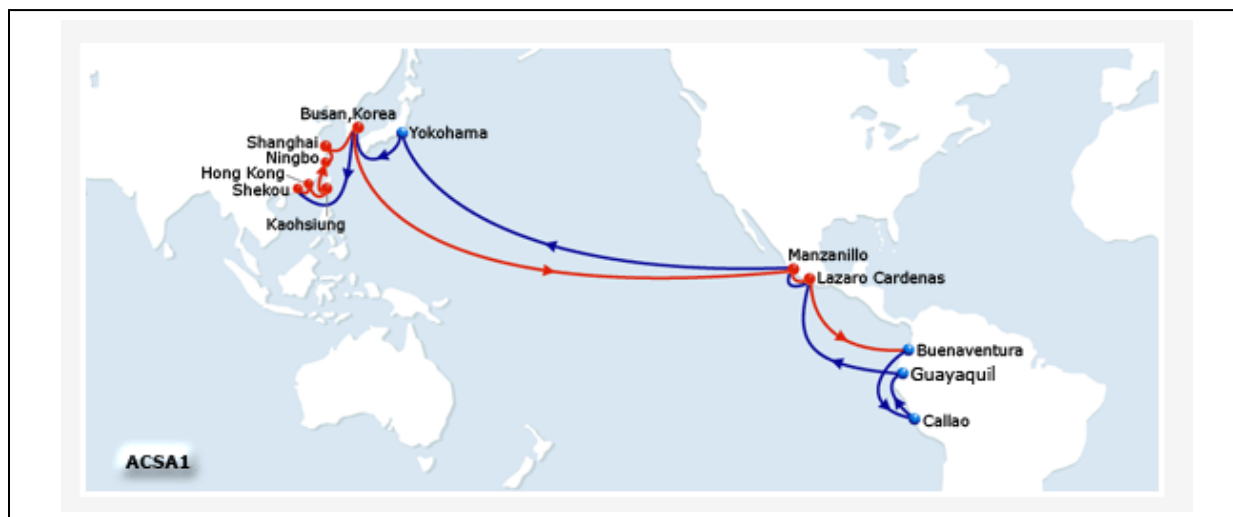 Busan,Korea
Yokohama
Shanghai
Ningbo
Hong Kong
Shekou
Kaohsiung
Manzanillo
Lazaro Cardenas
Buenaventura
Guayaquil
Callao
ACSA1